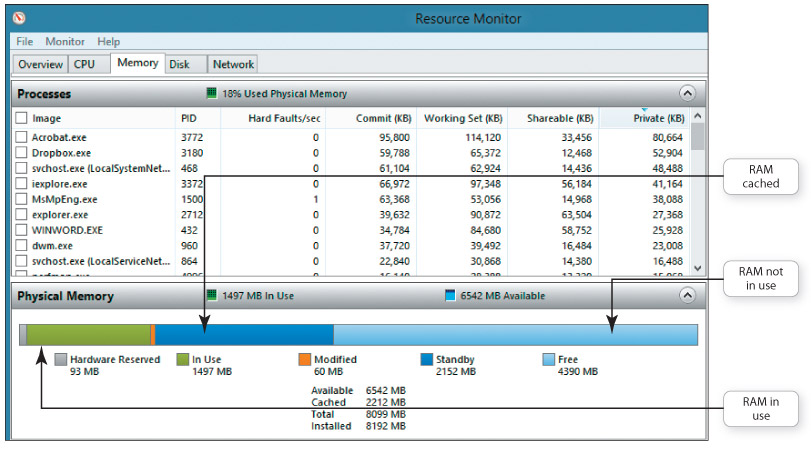 Resource Monitor
File Monitor Help
Overview CPU Memory Disk Network
Processes 18% Used Physical Memory
Image PID Hard Faults/sec Commit (KB) Working Set (KB) Shareable (KB) Private (KB)
Acrobat.exe 3772 0 95,800 114,120 33,456 80,664
Dropbox.exe 3180 0 59,788 65,372 12,468 52,904
svchost.exe (LocalSystemNet... 468 0 61,104 62,924 14,436 48,488
iexplore.exe 3372 0 66,972 97,348 56,184 41,164
MsMpEng.exe 1500 1 63,368 53,056 14,968 38,088
explorer.exe 2712 0 39,632 90,872 63,504 27,368
WINWORD.EXE 432 0 34,784 84,680 58,752 25,928
dwm.exe 960 0 37,720 39,492 16,484 23,008
svchost.exe (LocalServiceNet... 864 0 22,840 30,868 14,380 16,488
RAM
cached
Physical Memory 1497 MB In Use 6542 MB Available
RAM not
in use
Hardware Reserved In Use Modified Standby Free
93 MB 1497 MB 60 MB 2152 MB 4390 MB
Available 6542 MB
Cached 2212 MB
Total 8099 MB
Installed 8192 MB
RAM in
use